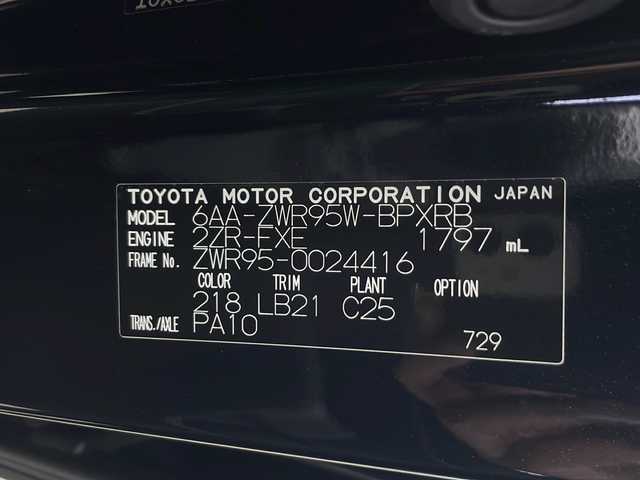 TOYOTA MOTOR CORPORATION JAPAN
MODEL 6AA-ZWR95W-BPXRB
ENGINE 2ZR-FXE 1797 mL
FRAME No. ZWR95-0024416
COLOR TRIM PLANT OPTION
218 LB21 C25
TRANS./AXLE PA10
729